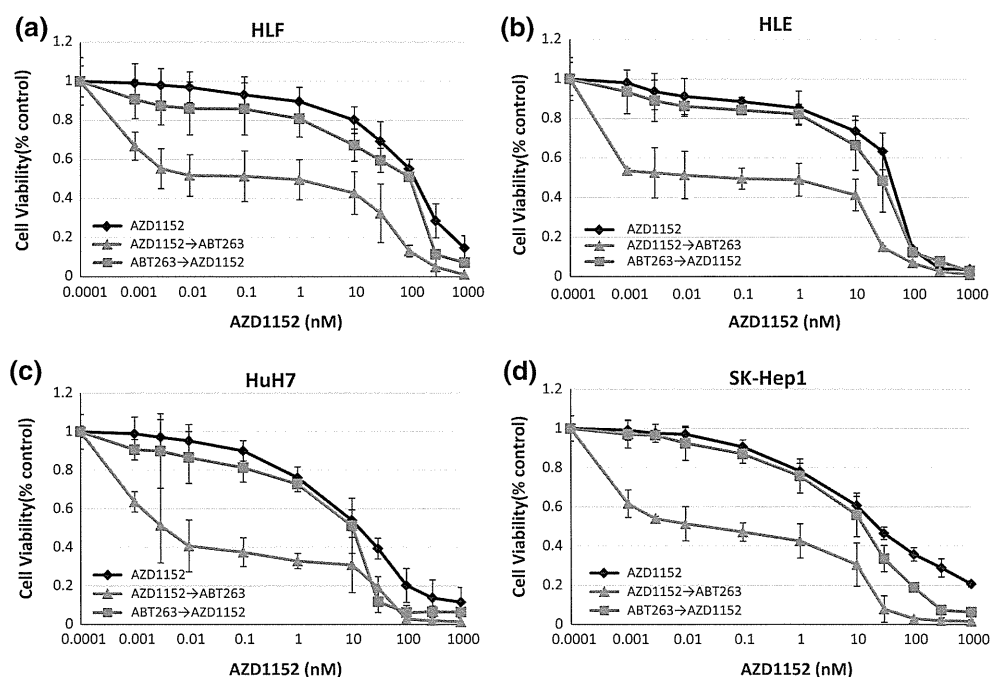 (a)
HLF
Cell Viability(% control)
1.2
1
0.8
0.6
0.4
0.2
0
AZD1152
AZD1152→ABT263
ABT263→AZD1152
0.0001 0.001 0.01 0.1 1 10 100 1000
AZD1152 (nM)
(b)
HLE
Cell Viability(% control)
1.2
1
0.8
0.6
0.4
0.2
0
AZD1152
AZD1152→ABT263
ABT263→AZD1152
0.0001 0.001 0.01 0.1 1 10 100 1000
AZD1152 (nM)
(c)
HuH7
Cell Viability(% control)
1.2
1
0.8
0.6
0.4
0.2
0
AZD1152
AZD1152→ABT263
ABT263→AZD1152
0.0001 0.001 0.01 0.1 1 10 100 1000
AZD1152 (nM)
(d)
SK-Hep1
Cell Viability(% control)
1.2
1
0.8
0.6
0.4
0.2
0
AZD1152
AZD1152→ABT263
ABT263→AZD1152
0.0001 0.001 0.01 0.1 1 10 100 1000
AZD1152 (nM)